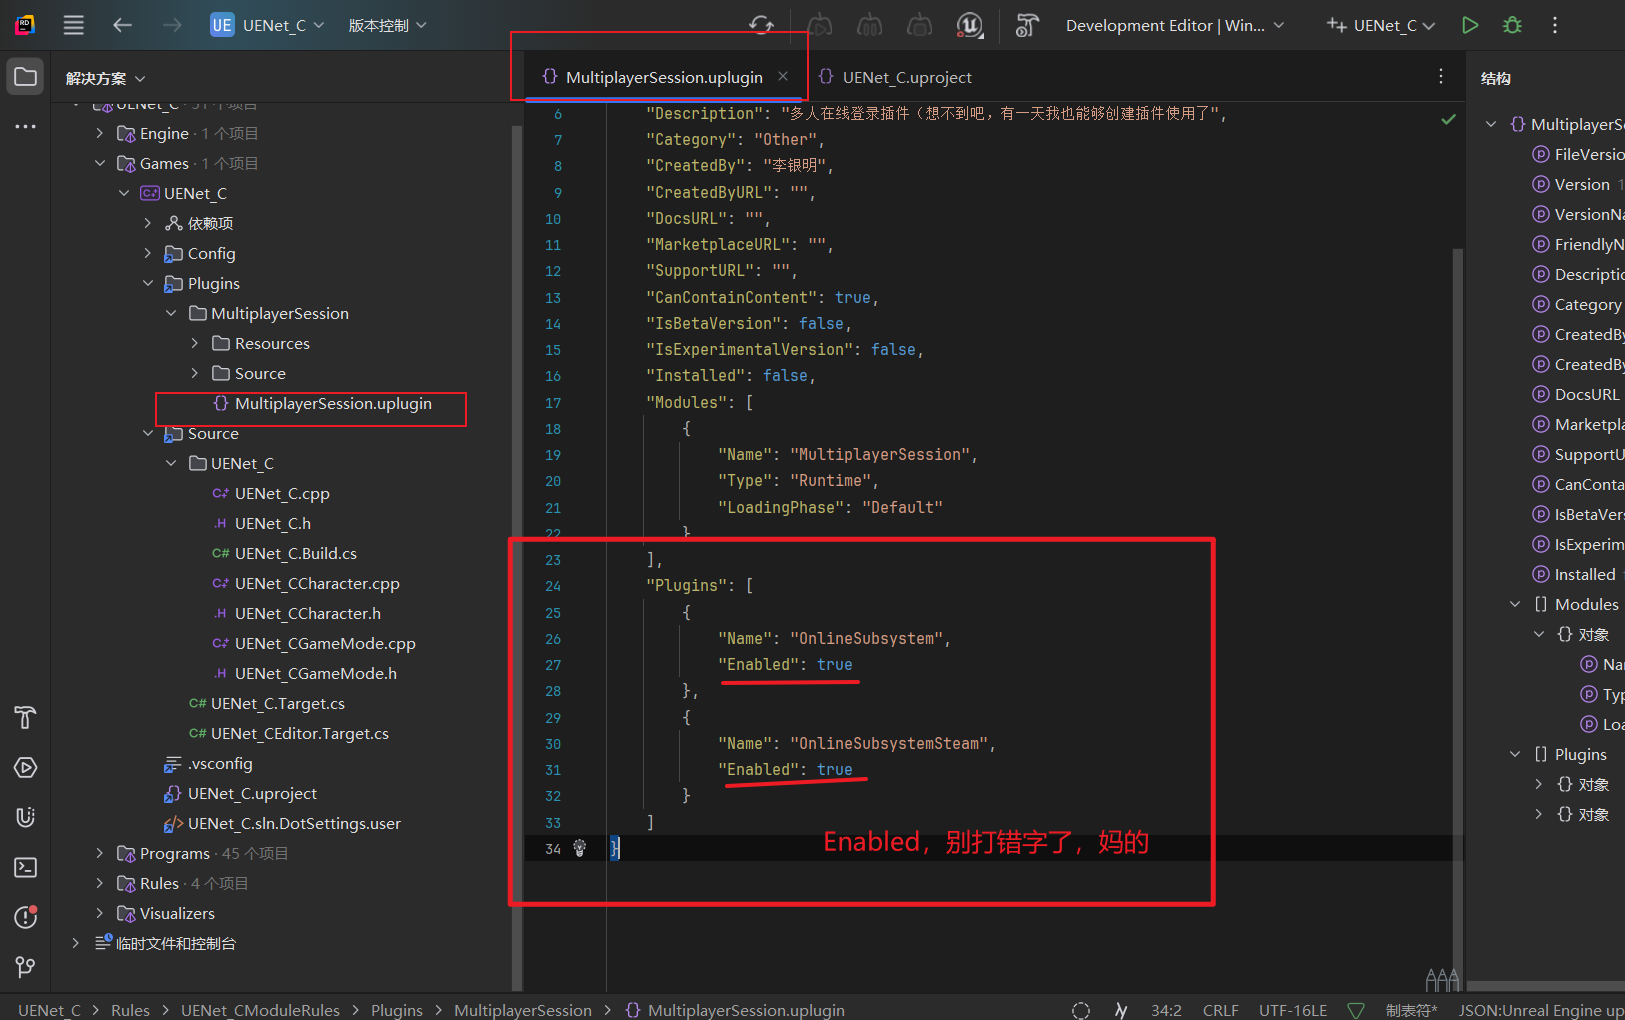 UE UENet_C 版本控制 Development Editor | Win... UENet_C
解决方案
MultiplayerSession.uplugin
UENet_C.uproject
结构
UENet_C · 31 个项目
Engine · 1 个项目
Games · 1 个项目
UENet_C
依赖项
Config
Plugins
MultiplayerSession
Resources
Source
MultiplayerSession.uplugin
Source
UENet_C
UENet_C.cpp
UENet_C.h
UENet_C.Build.cs
UENet_CCharacter.cpp
UENet_CCharacter.h
UENet_CGameMode.cpp
UENet_CGameMode.h
UENet_C.Target.cs
UENet_CEditor.Target.cs
.vsconfig
UENet_C.uproject
UENet_C.sln.DotSettings.user
Programs · 45 个项目
Rules · 4 个项目
Visualizers
临时文件和控制台
6 "Description": "多人在线登录插件（想不到吧，有一天我也能够创建插件使用了",
7 "Category": "Other",
8 "CreatedBy": "李银明",
9 "CreatedByURL": "",
10 "DocsURL": "",
11 "MarketplaceURL": "",
12 "SupportURL": "",
13 "CanContainContent": true,
14 "IsBetaVersion": false,
15 "IsExperimentalVersion": false,
16 "Installed": false,
17 "Modules": [
18 {
19 "Name": "MultiplayerSession",
20 "Type": "Runtime",
21 "LoadingPhase": "Default"
22 }
23 ],
24 "Plugins": [
25 {
26 "Name": "OnlineSubsystem",
27 "Enabled": true
28 },
29 {
30 "Name": "OnlineSubsystemSteam",
31 "Enabled": true
32 }
33 ]
34 }
Enabled，别打错字了，妈的
MultiplayerS
FileVersio
Version 1
VersionNa
FriendlyN
Descriptio
Category
CreatedBy
CreatedBy
DocsURL
Marketpla
SupportU
CanConta
IsBetaVers
IsExperim
Installed
Modules
对象
Nar
Typ
Loa
Plugins
对象
对象
UENet_C > Rules > UENet_CModuleRules > Plugins > MultiplayerSession > MultiplayerSession.uplugin
34:2 CRLF UTF-16LE 制表符* JSON:Unreal Engine up